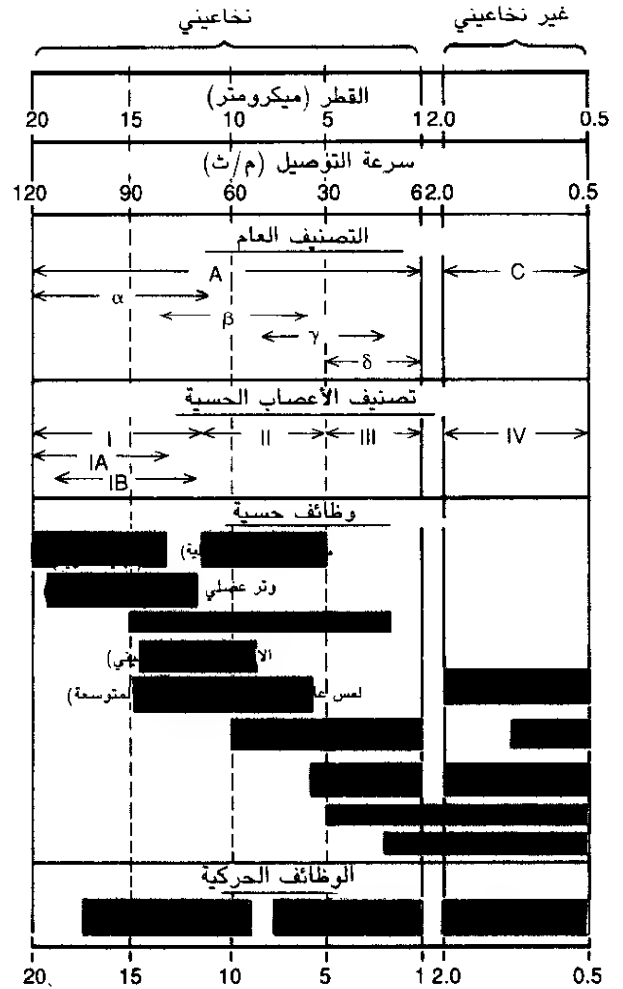 غير نخاعيني نخاعيني
القطر (ميكرومتر)
20 15 10 5 1 2.0 0.5
سرعة التوصيل (م/ث)
120 90 60 30 6 2.0 0.5
التصنيف العام
A C
α
β
γ
δ
تصنيف الأعصاب الحسية
I II III IV
IA
IB
وظائف حسية
وتر عضلي
لعس المتوسعة)
الوظائف الحركية
20 15 10 5 1 2.0 0.5